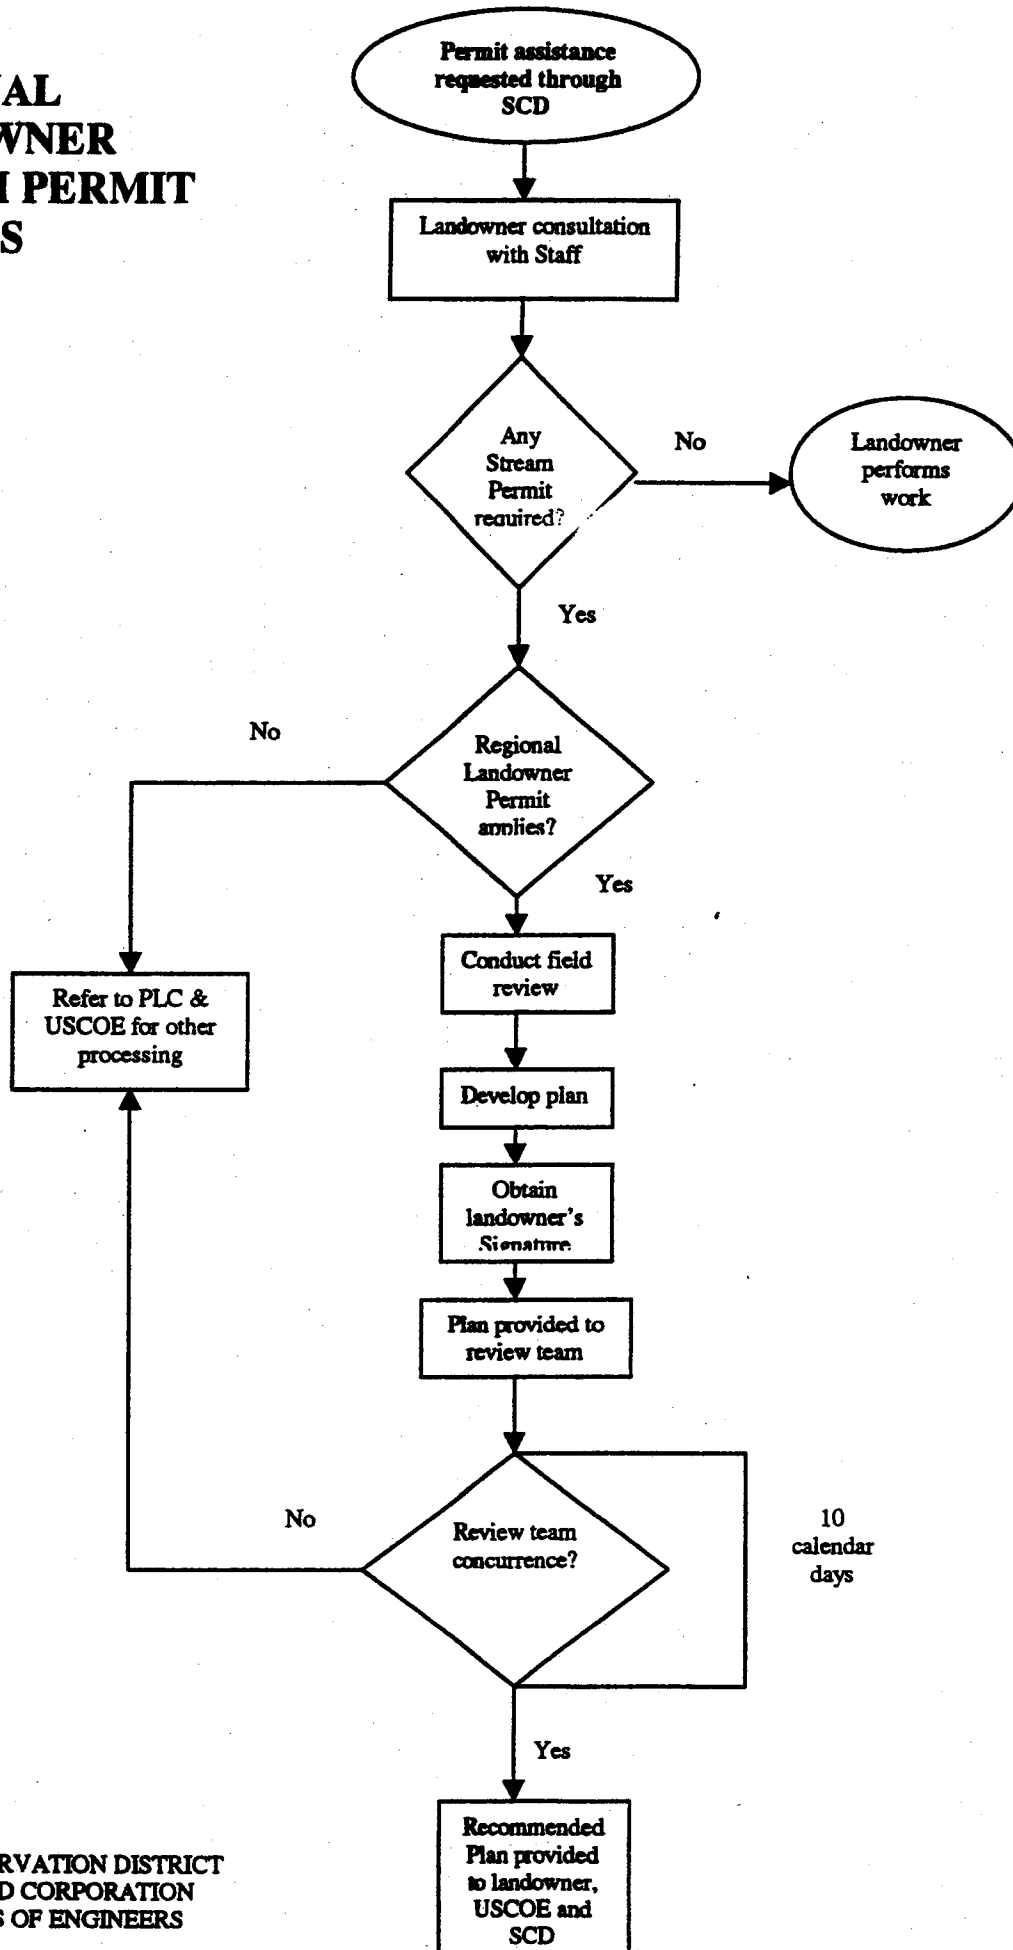 Permit assistance
requested through
SCD
PERMIT
Landowner consultation
with Staff
Any
Stream
Permit
required?
No
Landowner
performs
work
Yes
No
Regional
Landowner
Permit
applies?
Yes
Conduct field
review
Refer to PLC &
USCOE for other
processing
Develop plan
Obtain
landowner's
Signature
Plan provided to
review team
No
Review team
concurrence?
10
calendar
days
Yes
Recommended
Plan provided
to landowner,
USCOE and
SCD
RVATION DISTRICT
D CORPORATION
S OF ENGINEERS